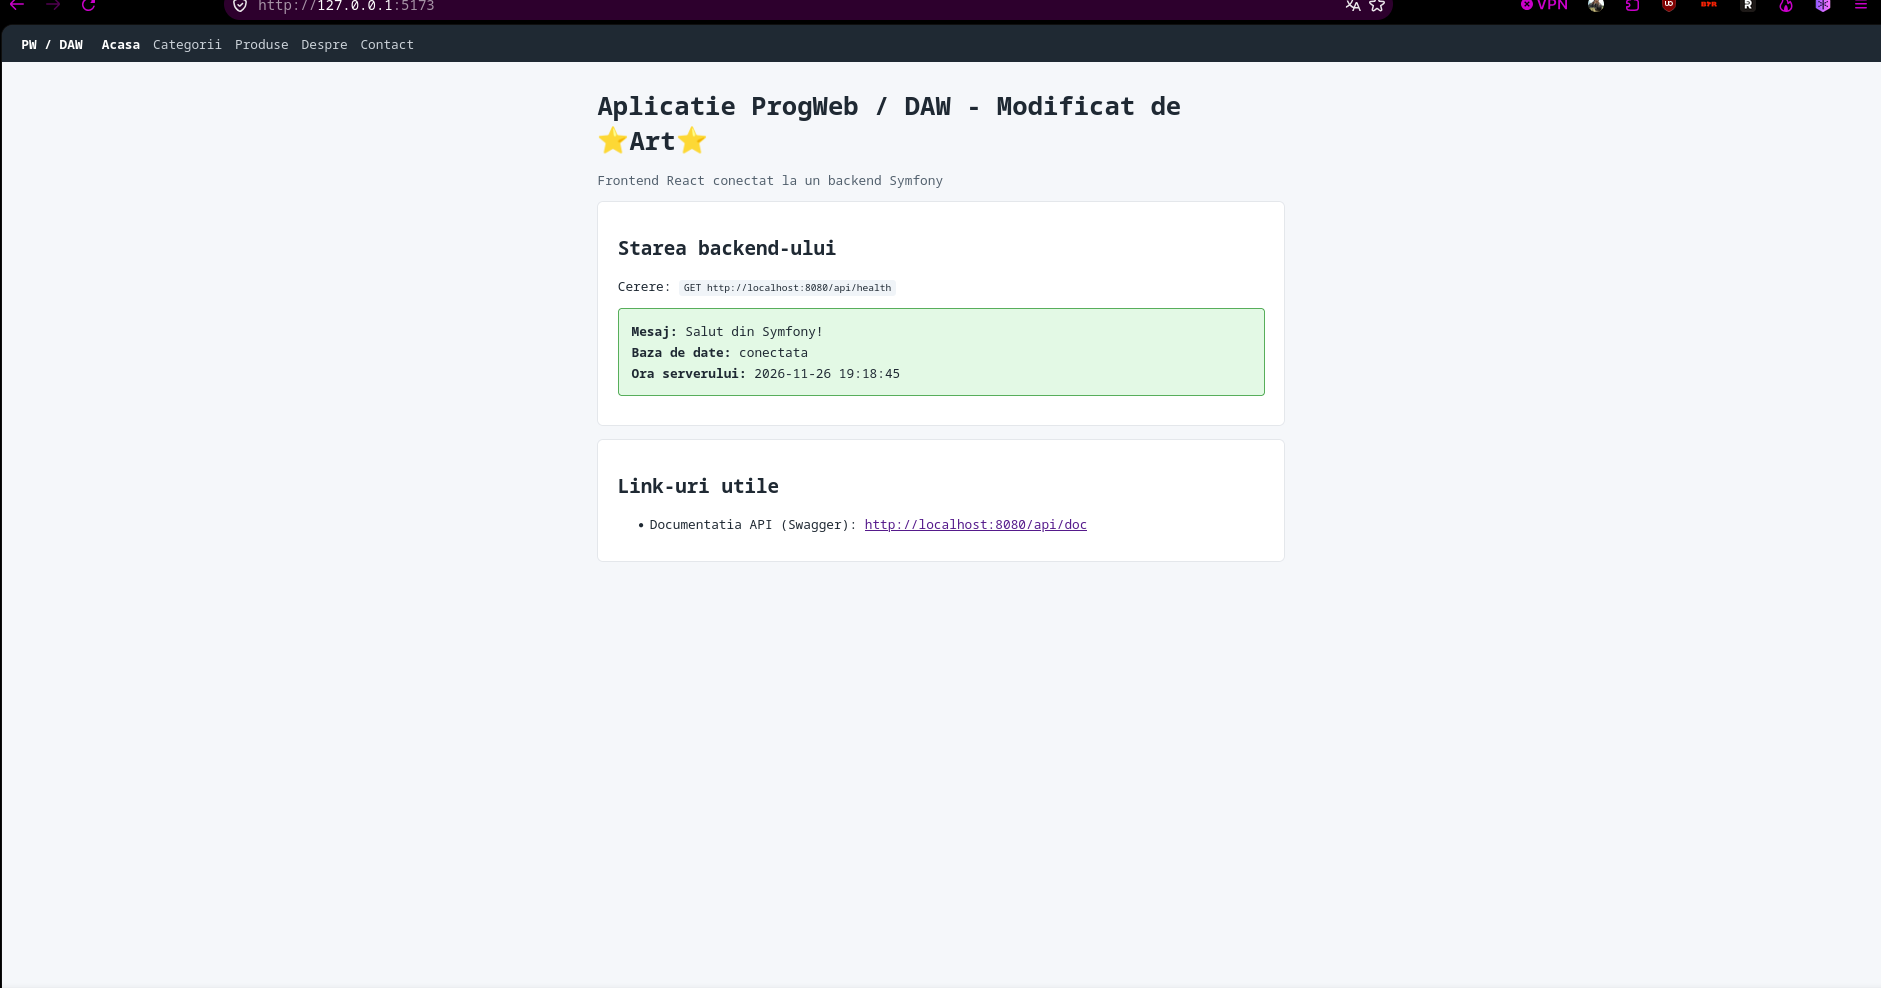 http://127.0.0.1:5173
VPN
PW / DAW Acasa Categorii Produse Despre Contact
Aplicatie ProgWeb / DAW - Modificat de
⭐Art⭐
Frontend React conectat la un backend Symfony
Starea backend-ului
Cerere: GET http://localhost:8080/api/health
Mesaj: Salut din Symfony!
Baza de date: conectata
Ora serverului: 2026-11-26 19:18:45
Link-uri utile
• Documentatia API (Swagger): http://localhost:8080/api/doc